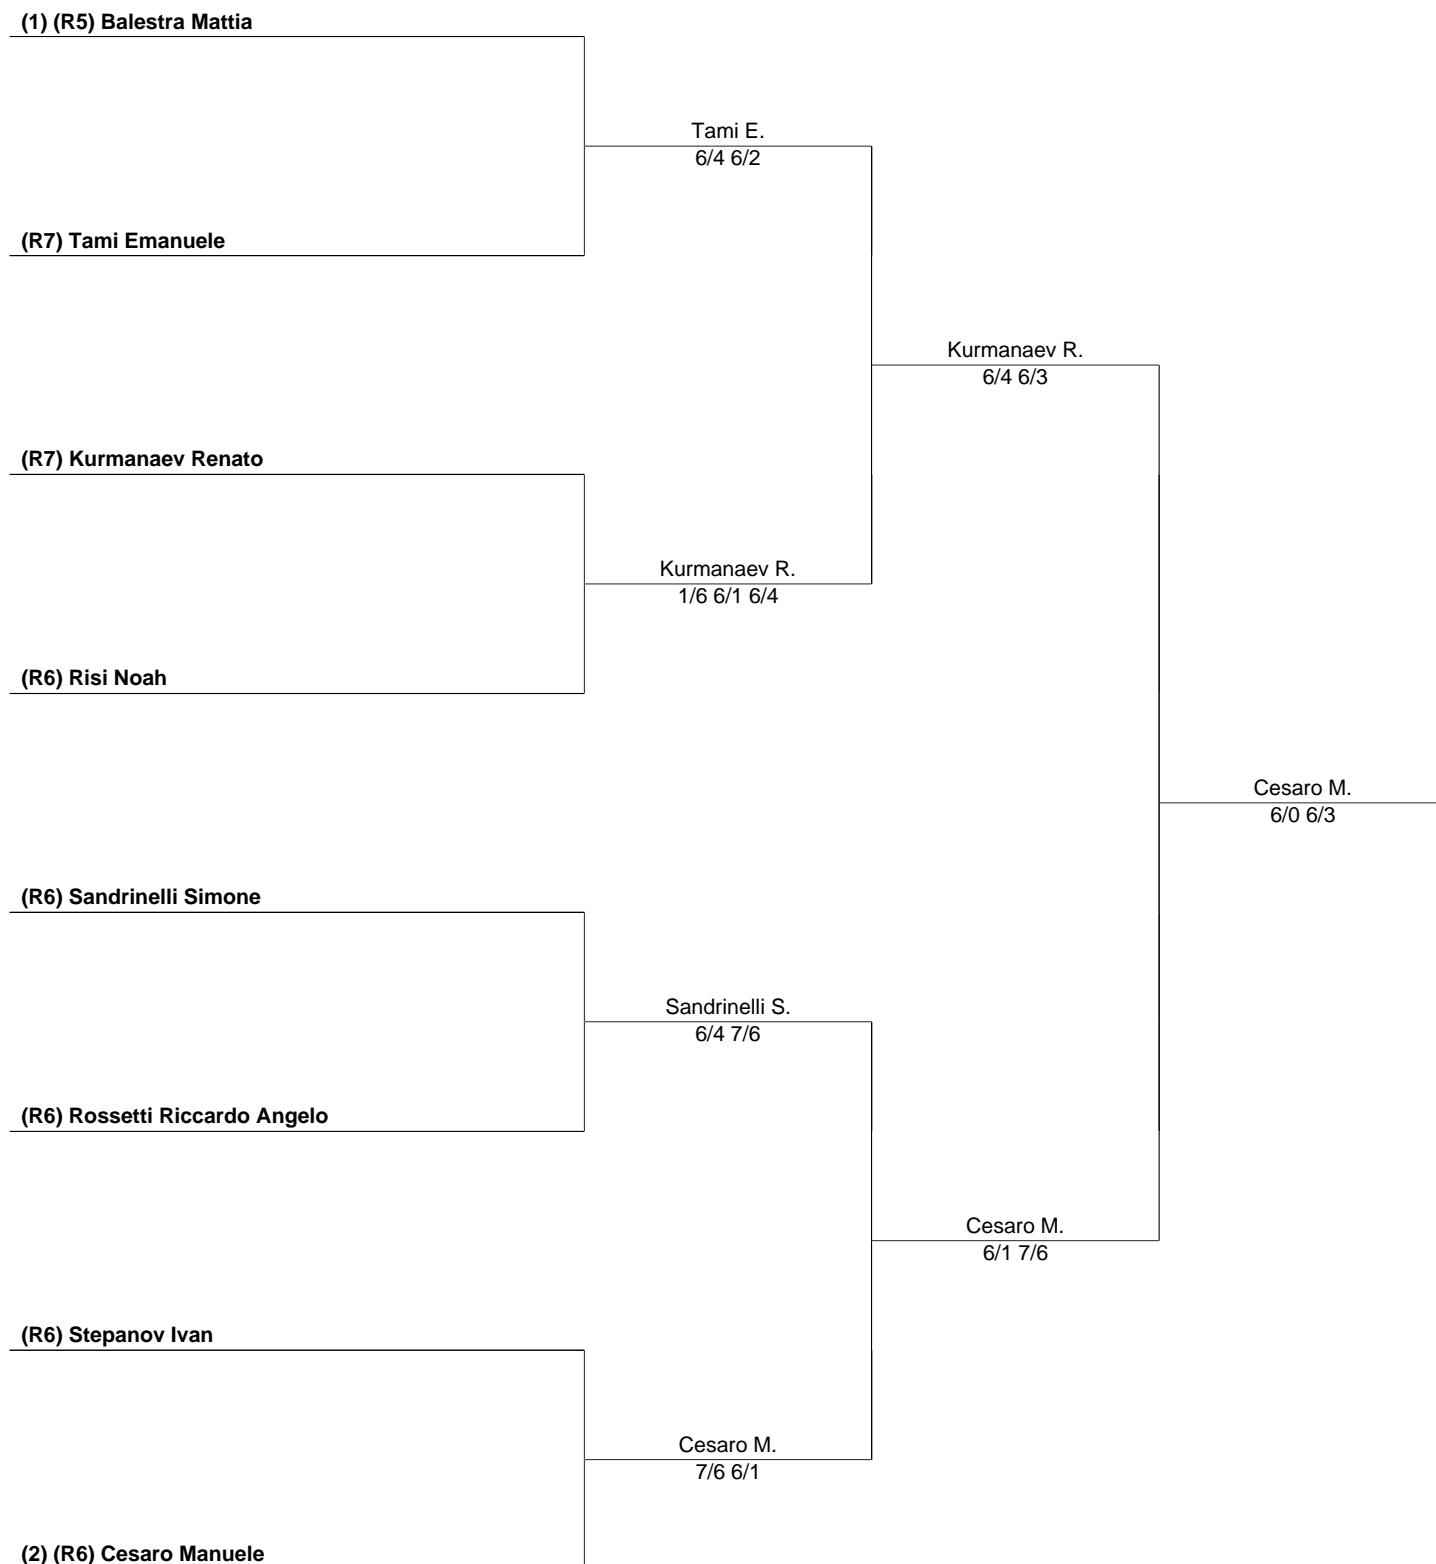 (1) (R5) Balestra Mattia
Tami E.
6/4 6/2
(R7) Tami Emanuele
Kurmanaev R.
6/4 6/3
(R7) Kurmanaev Renato
Kurmanaev R.
1/6 6/1 6/4
(R6) Risi Noah
Cesaro M.
6/0 6/3
(R6) Sandrinelli Simone
Sandrinelli S.
6/4 7/6
(R6) Rossetti Riccardo Angelo
Cesaro M.
6/1 7/6
(R6) Stepanov Ivan
Cesaro M.
7/6 6/1
(2) (R6) Cesaro Manuele